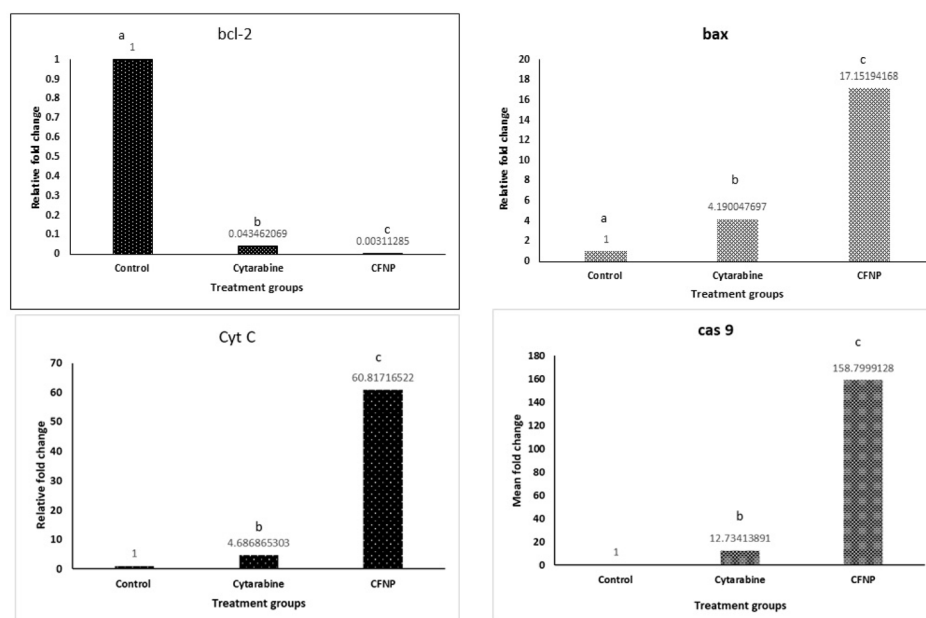 bcl-2
a
1
1
0.9
0.8
0.7
0.6
0.5
0.4
0.3
0.2
0.1
0
Relative fold change
b
0.043462069
c
0.00311285
Control Cytarabine CFNP
Treatment groups
bax
20
18
16
14
12
10
8
6
4
2
0
Relative fold change
a
1
b
4.190047697
c
17.15194168
Control Cytarabine CFNP
Treatment groups
Cyt C
70
60
50
40
30
20
10
0
Relative fold change
1
b
4.686865303
c
60.81716522
Control Cytarabine CFNP
Treatment groups
cas 9
180
160
140
120
100
80
60
40
20
0
Mean fold change
1
b
12.73413891
c
158.7999128
Control Cytarabine CFNP
Treatment groups